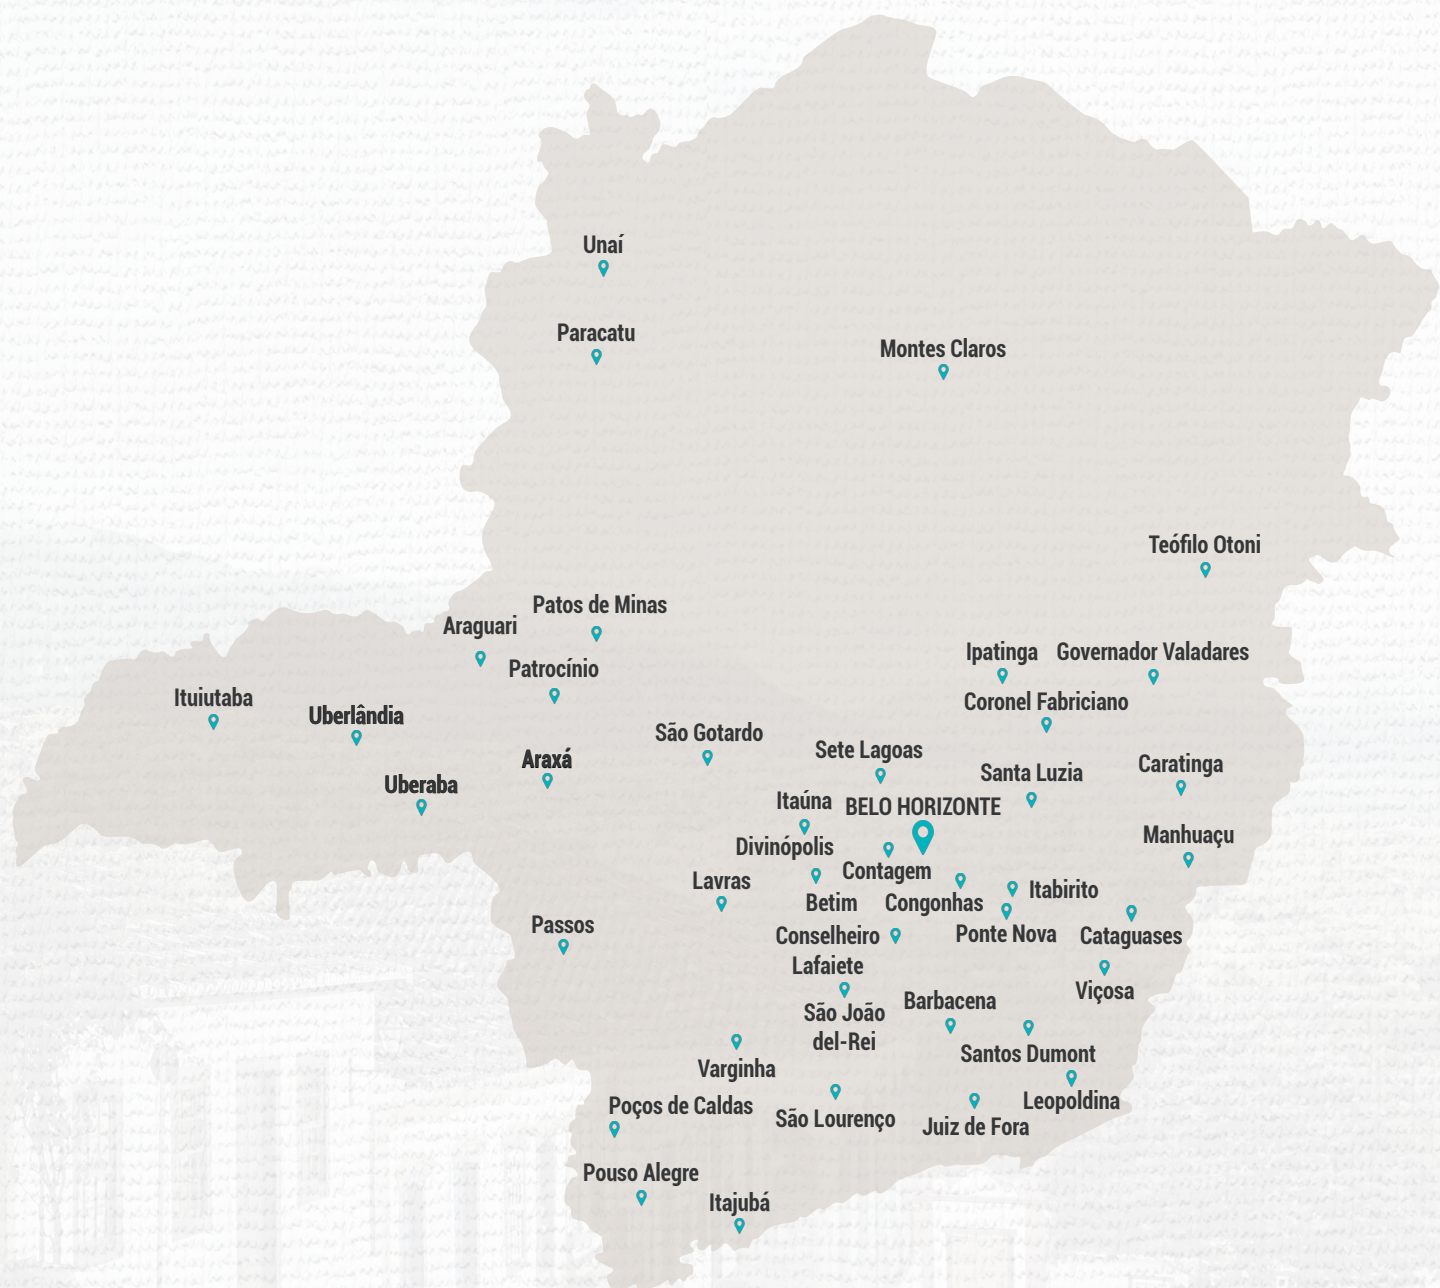 Unaí
Paracatu
Montes Claros
Teófilo Otoni
Patos de Minas
Araguari
Patrocínio
Ipatinga
Governador Valadares
Ituiutaba
Uberlândia
Coronel Fabriciano
São Gotardo
Sete Lagoas
Araxá
Caratinga
Santa Luzia
Uberaba
Itaúna
BELO HORIZONTE
Manhuaçu
Divinópolis
Contagem
Lavras
Itabirito
Betim
Congonhas
Passos
Conselheiro
Lafaiete
Ponte Nova
Cataguases
Viçosa
Barbacena
São João
del-Rei
Santos Dumont
Varginha
Leopoldina
Poços de Caldas
São Lourenço
Juiz de Fora
Pouso Alegre
Itajubá